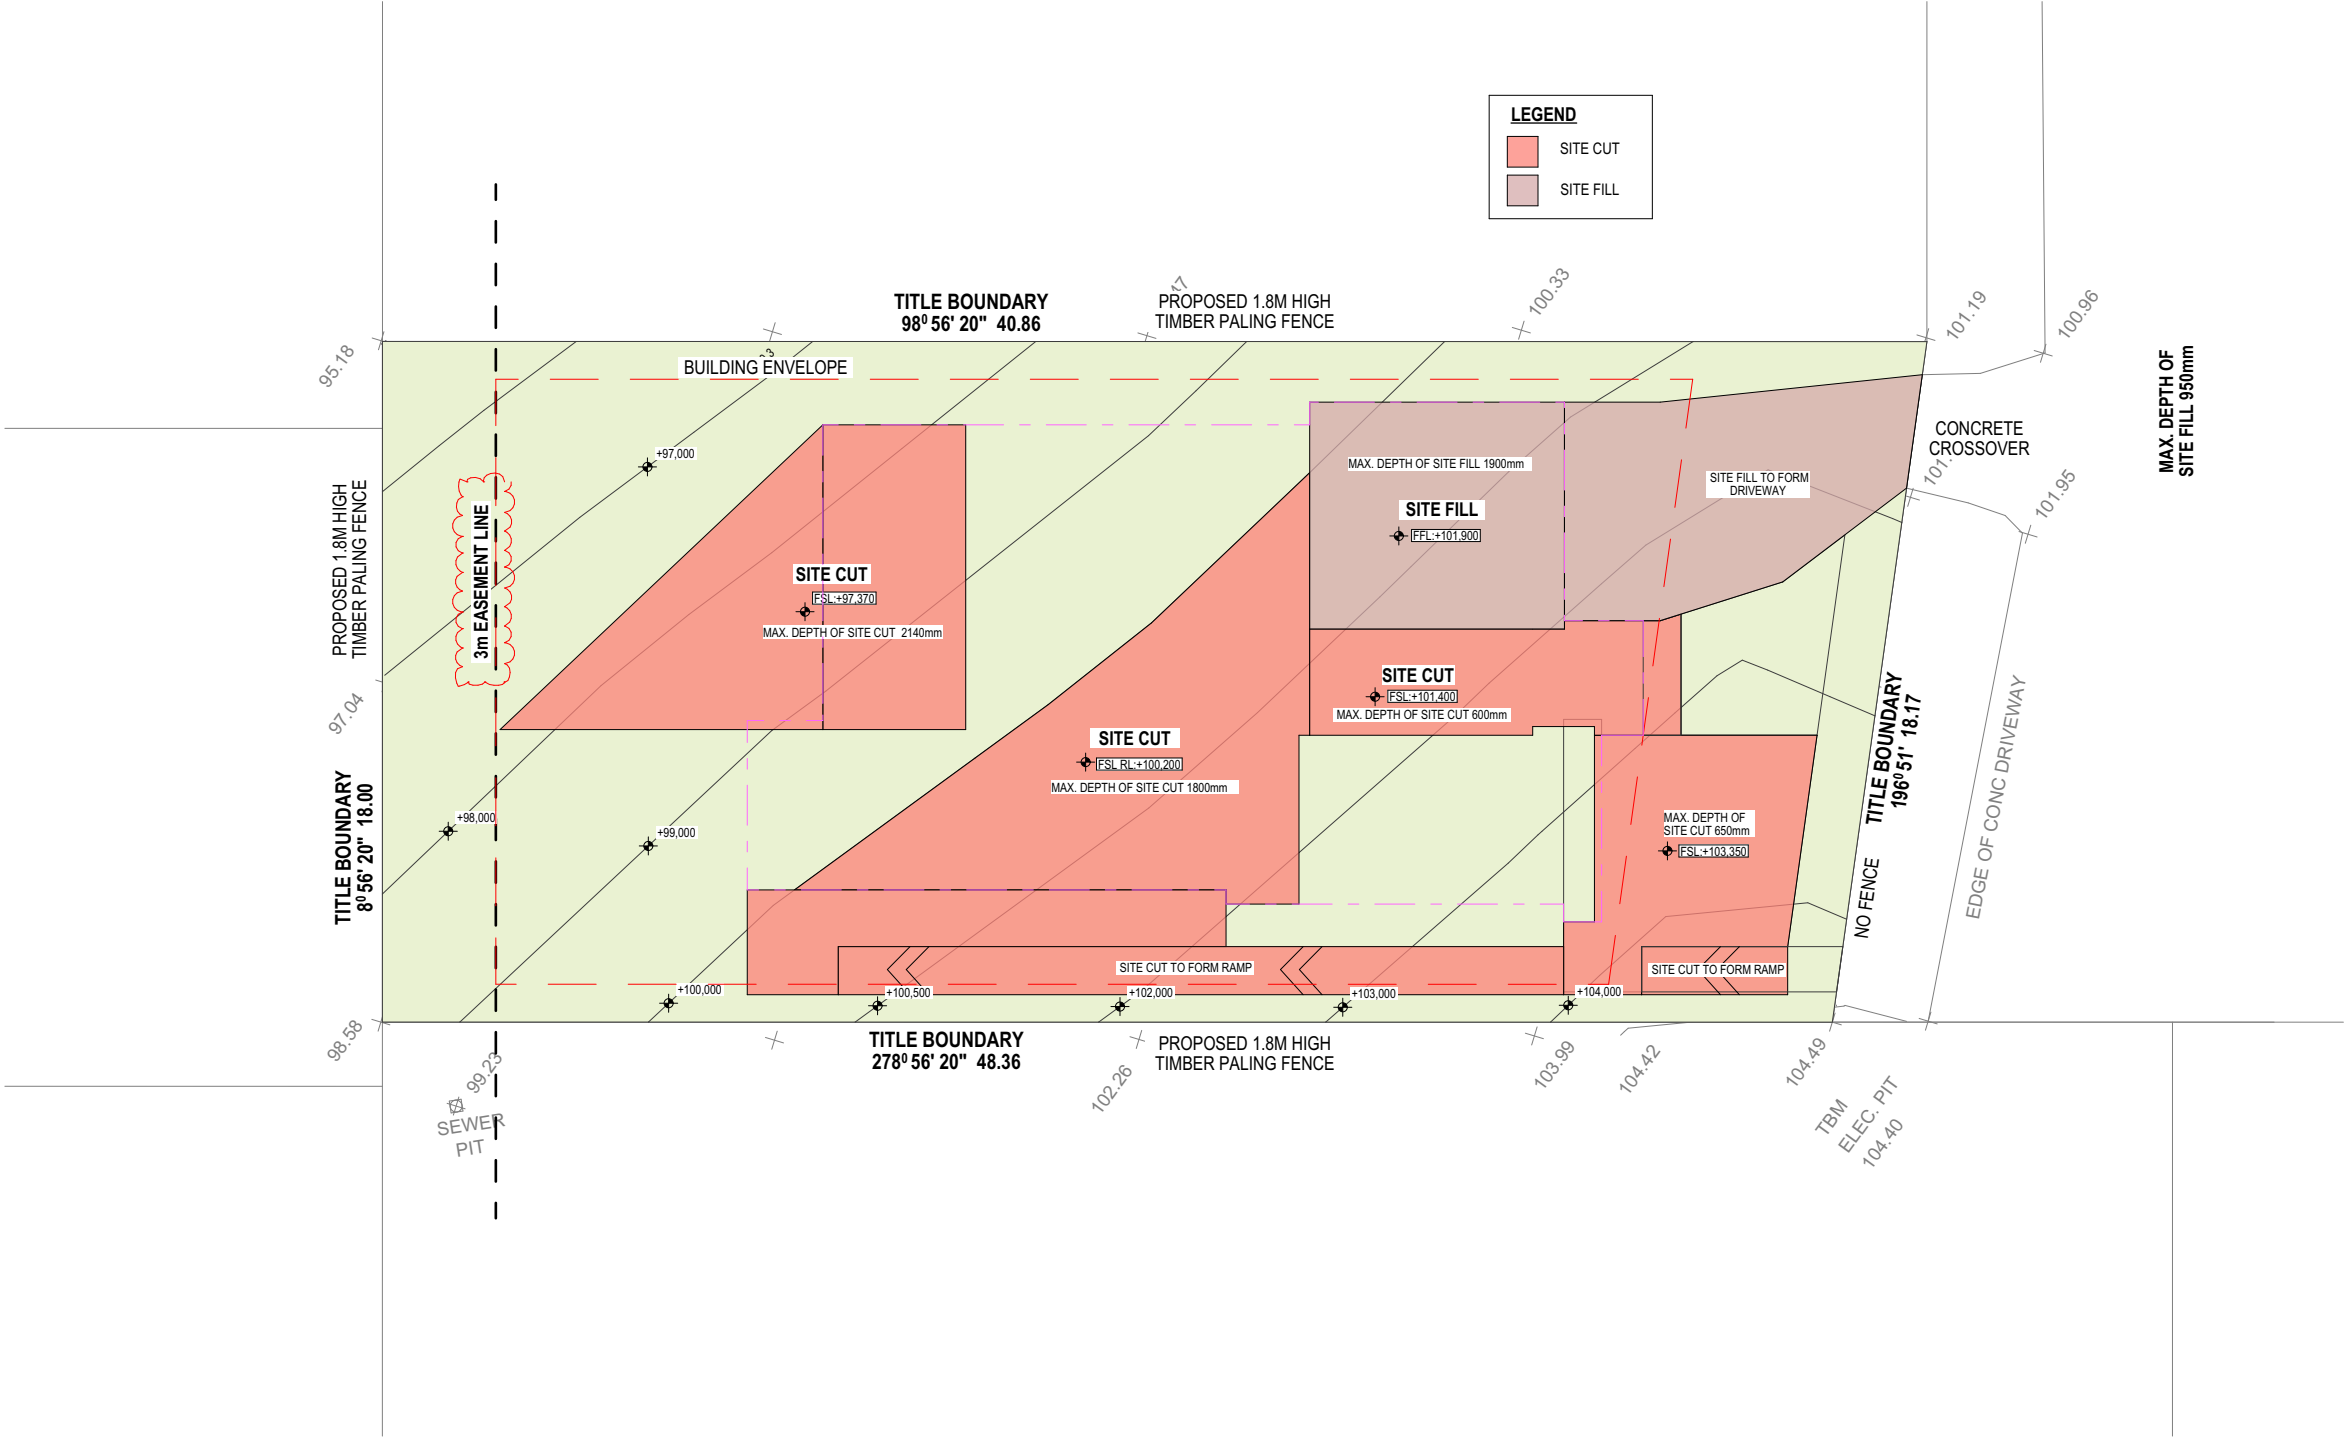 LEGEND
SITE CUT
SITE FILL
TITLE BOUNDARY
98⁰ 56' 20" 40.86
PROPOSED 1.8M HIGH
TIMBER PALING FENCE
100.33
101.19
100.96
95.18
BUILDING ENVELOPE
MAX. DEPTH OF
SITE FILL 950mm
CONCRETE
CROSSOVER
101.95
+97,000
MAX. DEPTH OF SITE FILL 1900mm
SITE FILL TO FORM
DRIVEWAY
SITE FILL
FFL:+101,900
PROPOSED 1.8M HIGH
TIMBER PALING FENCE
3m EASEMENT LINE
SITE CUT
FSL:+97,370
MAX. DEPTH OF SITE CUT 2140mm
97.04
SITE CUT
FSL:+101,400
MAX. DEPTH OF SITE CUT 600mm
SITE CUT
FSL RL:+100,200
MAX. DEPTH OF SITE CUT 1800mm
TITLE BOUNDARY
196⁰ 51' 18.17
EDGE OF CONC DRIVEWAY
TITLE BOUNDARY
8⁰ 56' 20" 18.00
+98,000
+99,000
MAX. DEPTH OF
SITE CUT 650mm
FSL:+103,350
NO FENCE
SITE CUT TO FORM RAMP
SITE CUT TO FORM RAMP
+100,000
+100,500
+102,000
+103,000
+104,000
98.58
99.23
SEWER
PIT
TITLE BOUNDARY
278⁰ 56' 20" 48.36
PROPOSED 1.8M HIGH
TIMBER PALING FENCE
102.26
103.99
104.42
104.49
TBM
ELEC. PIT
104.40